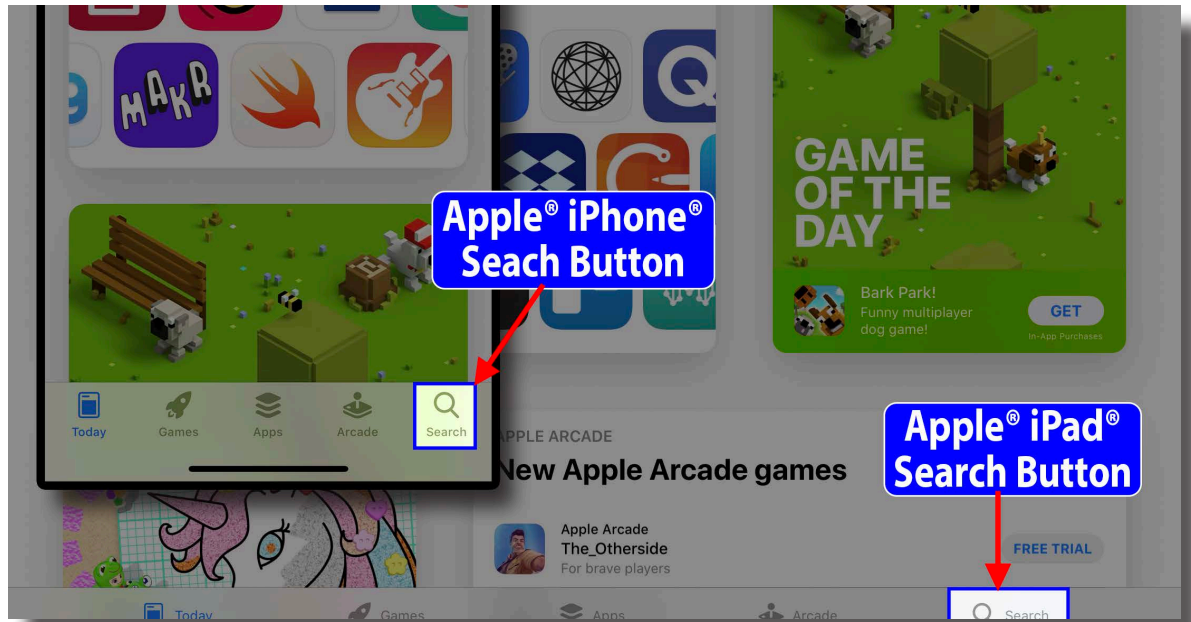 MAKR
Apple® iPhone®
Seach Button
Today
Games
Apps
Arcade
Search
GAME
OF THE
DAY
Bark Park!
Funny multiplayer
dog game!
GET
In-App Purchases
APPLE ARCADE
New Apple Arcade games
Apple® iPad®
Search Button
Apple Arcade
The_Otherside
For brave players
FREE TRIAL
Today
Games
Apps
Arcade
Search